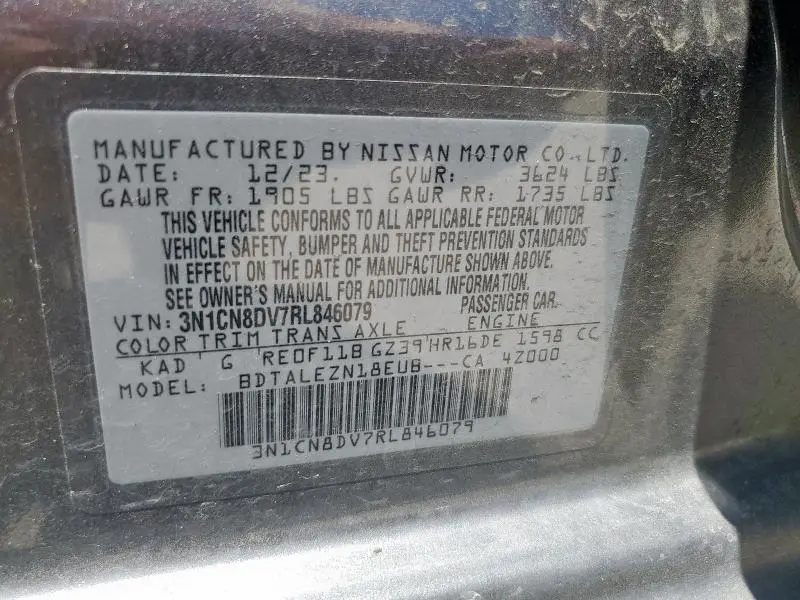 MANUFACTURED BY NISSAN MOTOR CO.,LTD.
DATE: 12/23. GVWR: 3624 LBS
GAWR FR: 1905 LBS GAWR RR: 1735 LBS
THIS VEHICLE CONFORMS TO ALL APPLICABLE FEDERAL MOTOR
VEHICLE SAFETY, BUMPER AND THEFT PREVENTION STANDARDS
IN EFFECT ON THE DATE OF MANUFACTURE SHOWN ABOVE.
SEE OWNER'S MANUAL FOR ADDITIONAL INFORMATION.
VIN: 3N1CN8DV7RL846079 PASSENGER CAR.
COLOR TRIM TRANS AXLE ENGINE
KAD G RE0F11B GZ39 HR16DE 1598 CC
MODEL: BDTALEZN18EUB---CA 4Z000
3N1CN8DV7RL846079